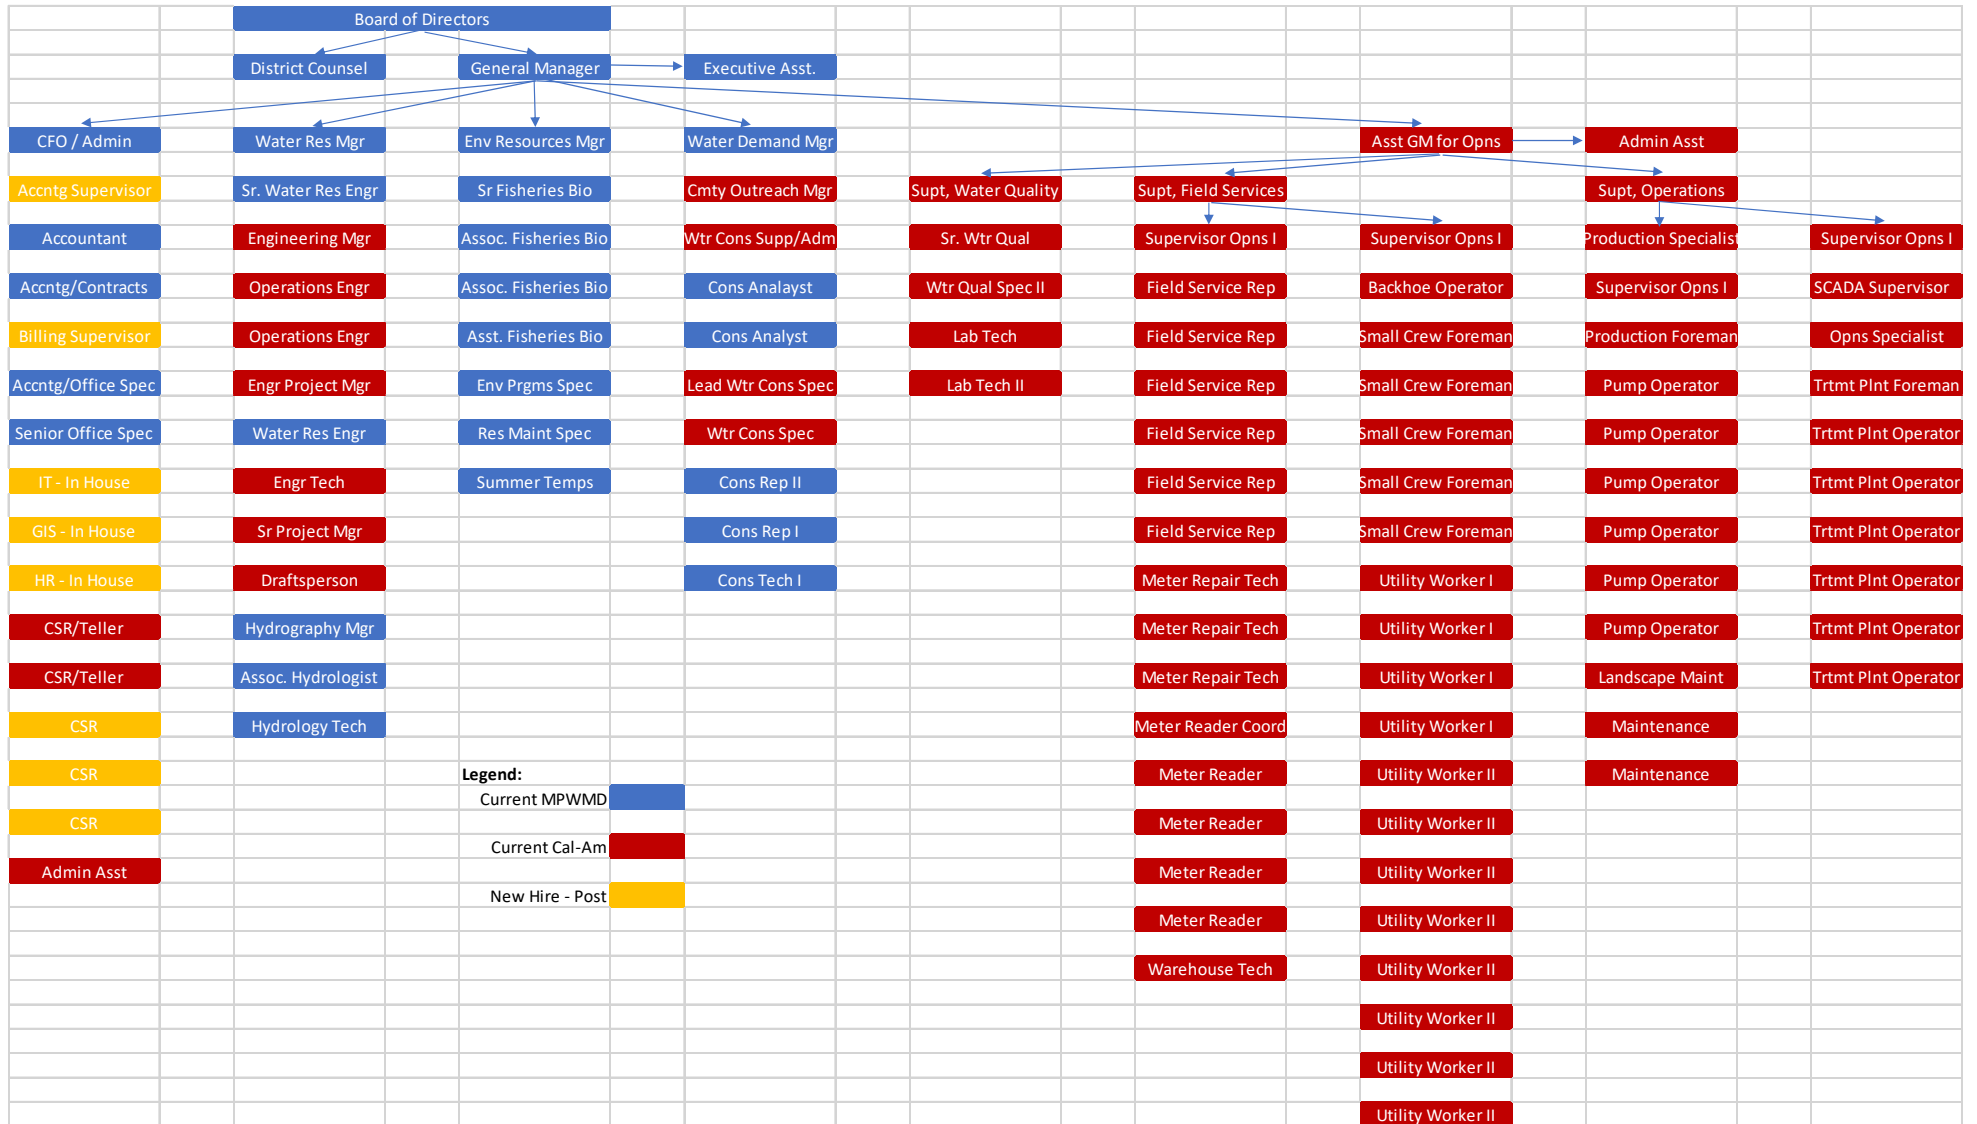 Board of Directors
District Counsel General Manager Executive Asst.
CFO / Admin Water Res Mgr Env Resources Mgr Water Demand Mgr Asst GM for Opns Admin Asst
Accntg Supervisor Sr. Water Res Engr Sr Fisheries Bio Cmty Outreach Mgr Supt, Water Quality Supt, Field Services Supt, Operations
Accountant Engineering Mgr Assoc. Fisheries Bio Wtr Cons Supp/Adm Sr. Wtr Qual Supervisor Opns I Supervisor Opns I Production Specialist Supervisor Opns I
Accntg/Contracts Operations Engr Assoc. Fisheries Bio Cons Analayst Wtr Qual Spec II Field Service Rep Backhoe Operator Supervisor Opns I SCADA Supervisor
Billing Supervisor Operations Engr Asst. Fisheries Bio Cons Analyst Lab Tech Field Service Rep Small Crew Foreman Production Foreman Opns Specialist
Accntg/Office Spec Engr Project Mgr Env Prgms Spec Lead Wtr Cons Spec Lab Tech II Field Service Rep Small Crew Foreman Pump Operator Trtmt Plnt Foreman
Senior Office Spec Water Res Engr Res Maint Spec Wtr Cons Spec Field Service Rep Small Crew Foreman Pump Operator Trtmt Plnt Operator
IT - In House Engr Tech Summer Temps Cons Rep II Field Service Rep Small Crew Foreman Pump Operator Trtmt Plnt Operator
GIS - In House Sr Project Mgr Cons Rep I Field Service Rep Small Crew Foreman Pump Operator Trtmt Plnt Operator
HR - In House Draftsperson Cons Tech I Meter Repair Tech Utility Worker I Pump Operator Trtmt Plnt Operator
CSR/Teller Hydrography Mgr Meter Repair Tech Utility Worker I Pump Operator Trtmt Plnt Operator
CSR/Teller Assoc. Hydrologist Meter Repair Tech Utility Worker I Landscape Maint Trtmt Plnt Operator
CSR Hydrology Tech Meter Reader Coord Utility Worker I Maintenance
CSR Legend: Meter Reader Utility Worker II Maintenance
Current MPWMD
CSR Meter Reader Utility Worker II
Current Cal-Am
Admin Asst Meter Reader Utility Worker II
New Hire - Post
Meter Reader Utility Worker II
Warehouse Tech Utility Worker II
Utility Worker II
Utility Worker II
Utility Worker II